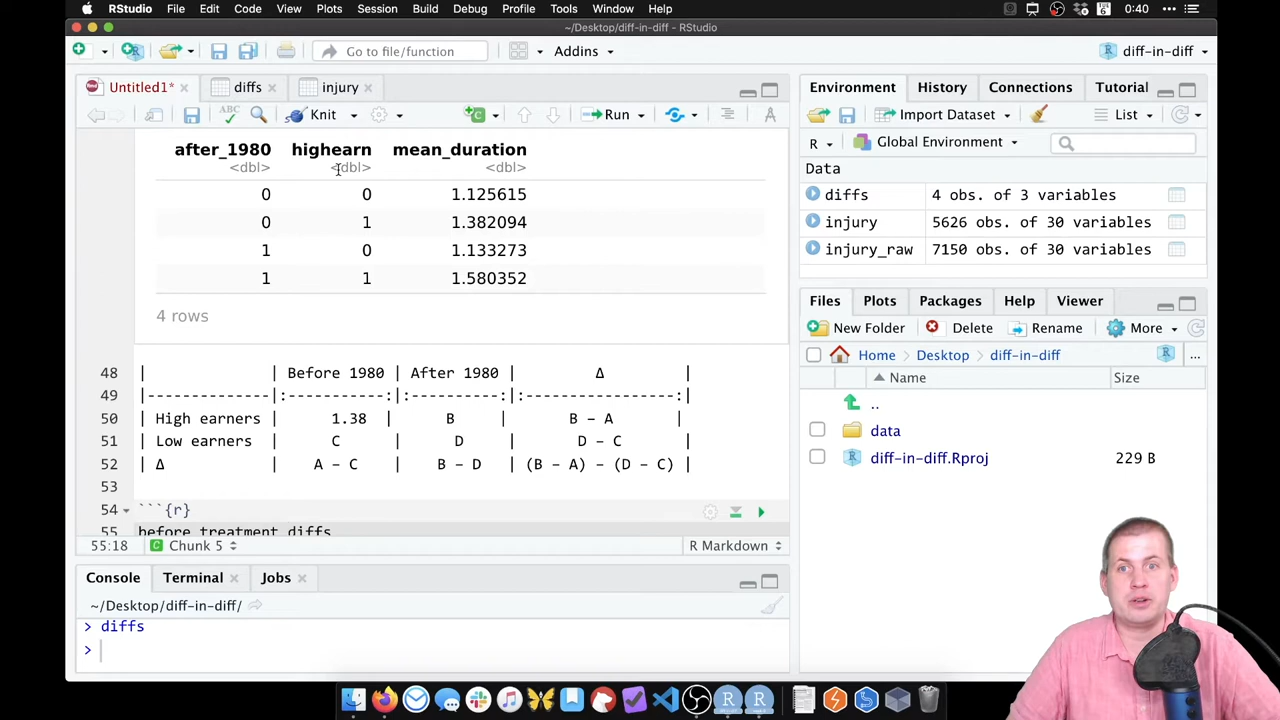 RStudio File Edit Code View Plots Session Build Debug Profile Tools Window Help 6 0:40
~/Desktop/diff-in-diff - RStudio
Go to file/function Addins diff-in-diff
Untitled1* diffs injury
ABC Knit Run
after_1980 highearn mean_duration
<dbl> <dbl> <dbl>
0 0 1.125615
0 1 1.382094
1 0 1.133273
1 1 1.580352
4 rows
48 | | Before 1980 | After 1980 | Δ |
49 |--------------|:-----------:|:----------:|:-----------------:|
50 | High earners | 1.38 | B | B − A |
51 | Low earners | C | D | D − C |
52 | Δ | A − C | B − D | (B − A) − (D − C) |
53
54 ```{r}
55 before_treatment_diffs
55:18 Chunk 5 R Markdown
Console Terminal Jobs
~/Desktop/diff-in-diff/
> diffs
>
Environment History Connections Tutorial
Import Dataset List
R Global Environment
Data
diffs 4 obs. of 3 variables
injury 5626 obs. of 30 variables
injury_raw 7150 obs. of 30 variables
Files Plots Packages Help Viewer
New Folder Delete Rename More
Home Desktop diff-in-diff ...
Name Size
..
data
diff-in-diff.Rproj 229 B